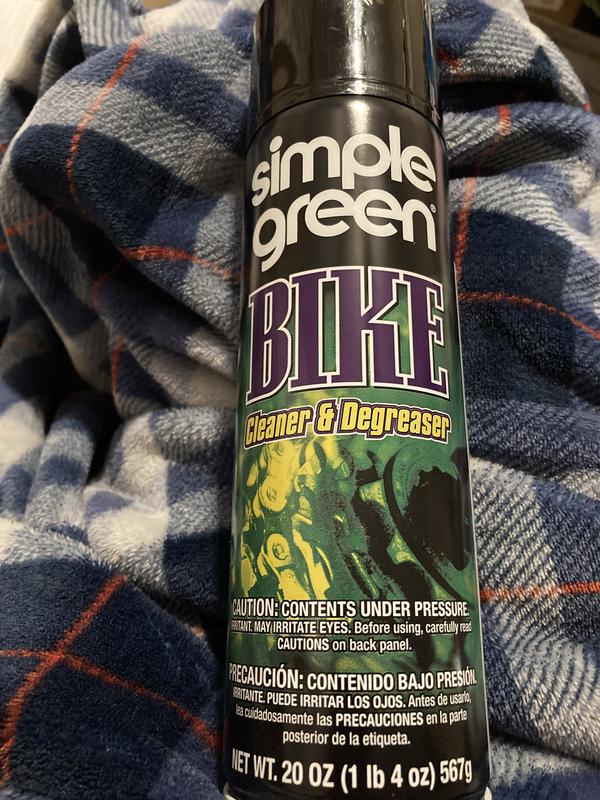 simple
green®
BIKE
Cleaner & Degreaser
CAUTION: CONTENTS UNDER PRESSURE.
IRRITANT. MAY IRRITATE EYES. Before using, carefully read
CAUTIONS on back panel.
PRECAUCIÓN: CONTENIDO BAJO PRESIÓN.
IRRITANTE. PUEDE IRRITAR LOS OJOS. Antes de usarlo,
lea cuidadosamente las PRECAUCIONES en la parte
posterior de la etiqueta.
NET WT. 20 OZ (1 lb 4 oz) 567g